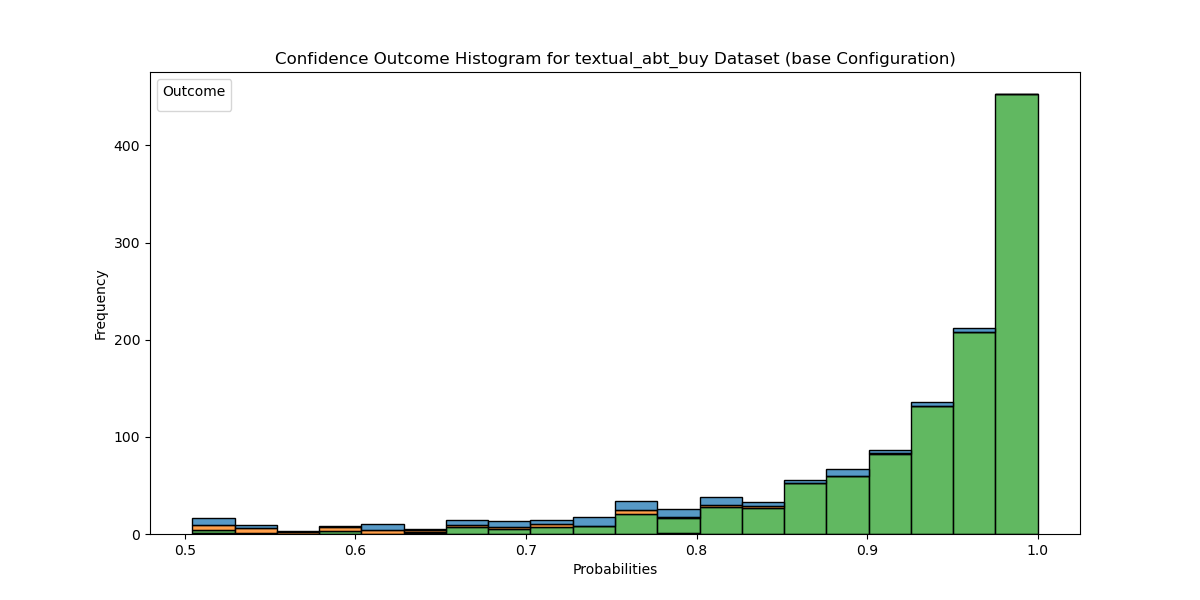 Confidence Outcome Histogram for textual_abt_buy Dataset (base Configuration)
Outcome
400
300
200
100
0
Frequency
0.5 0.6 0.7 0.8 0.9 1.0
Probabilities